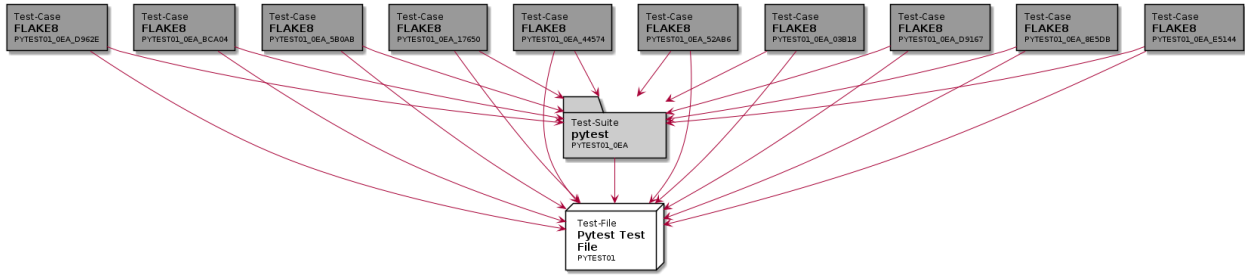 Test-Case
FLAKE8
PYTEST01_0EA_D962E
Test-Case
FLAKE8
PYTEST01_0EA_BCA04
Test-Case
FLAKE8
PYTEST01_0EA_5B0AB
Test-Case
FLAKE8
PYTEST01_0EA_17650
Test-Case
FLAKE8
PYTEST01_0EA_44574
Test-Case
FLAKE8
PYTEST01_0EA_52AB6
Test-Case
FLAKE8
PYTEST01_0EA_03B18
Test-Case
FLAKE8
PYTEST01_0EA_D9167
Test-Case
FLAKE8
PYTEST01_0EA_8E5DB
Test-Case
FLAKE8
PYTEST01_0EA_E5144
Test-Suite
pytest
PYTEST01_0EA
Test-File
Pytest Test
File
PYTEST01